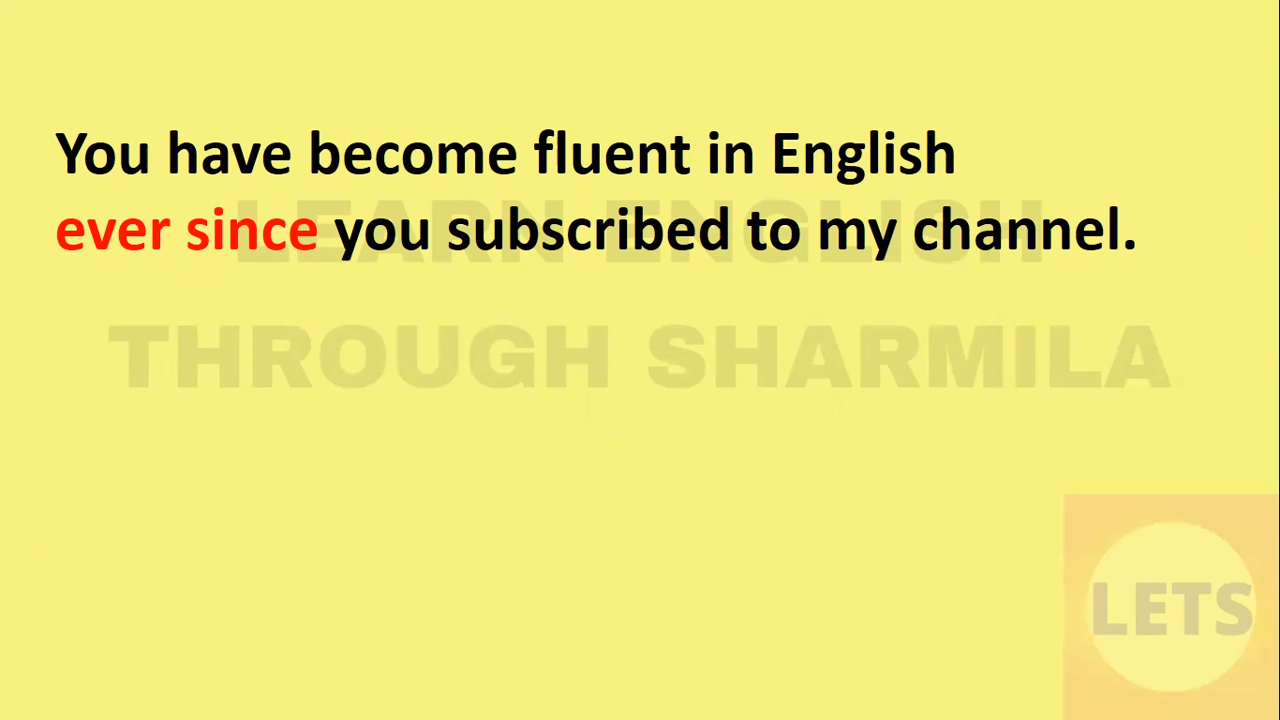 You have become fluent in English
ever since you subscribed to my channel.
LEARN ENGLISH
THROUGH SHARMILA
LETS